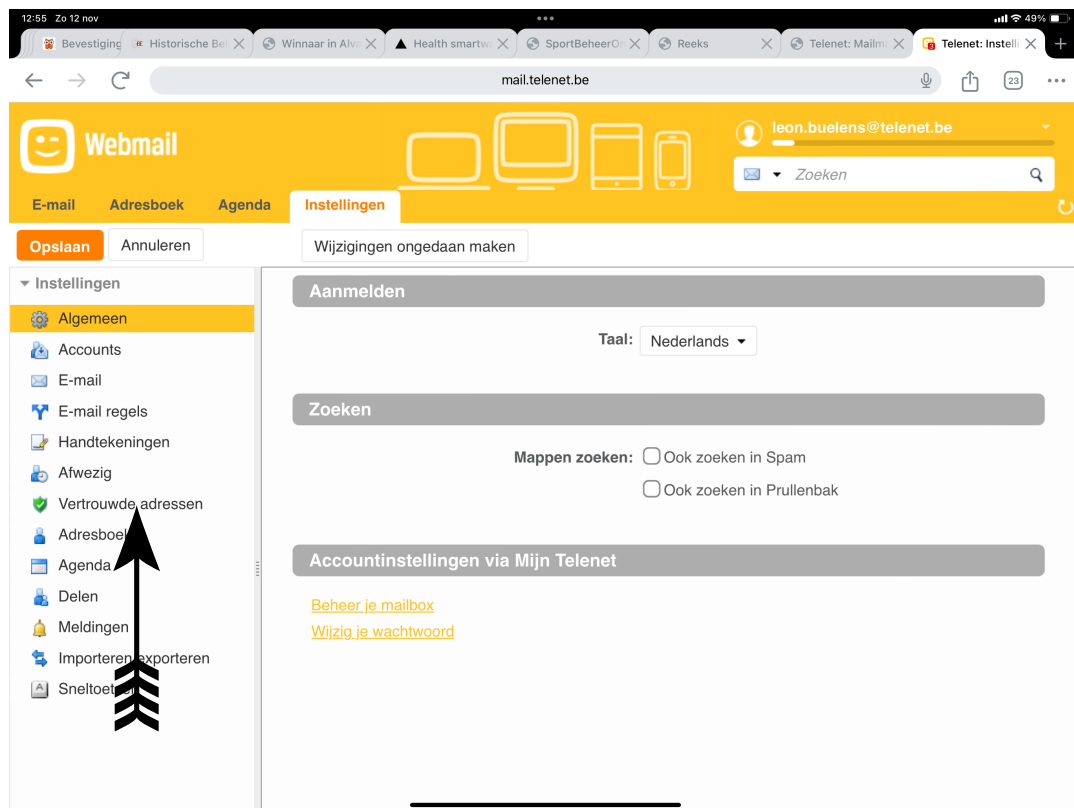 12:55 Zo 12 nov
49%
Bevestiging
Historische Be
Winnaar in Alv
Health smartw
SportBeheerOn
Reeks
Telenet: Mailm
Telenet: Instelli
mail.telenet.be
23
Webmail
leon.buelens@telenet.be
Zoeken
E-mail Adresboek Agenda Instellingen
Opslaan Annuleren Wijzigingen ongedaan maken
Instellingen
Algemeen
Accounts
E-mail
E-mail regels
Handtekeningen
Afwezig
Vertrouwde adressen
Adresboek
Agenda
Delen
Meldingen
Importeren/exporteren
A
Aanmelden
Taal: Nederlands
Zoeken
Mappen zoeken: Ook zoeken in Spam
Ook zoeken in Prullenbak
Accountinstellingen via Mijn Telenet
Beheer je mailbox
Wijzig je wachtwoord